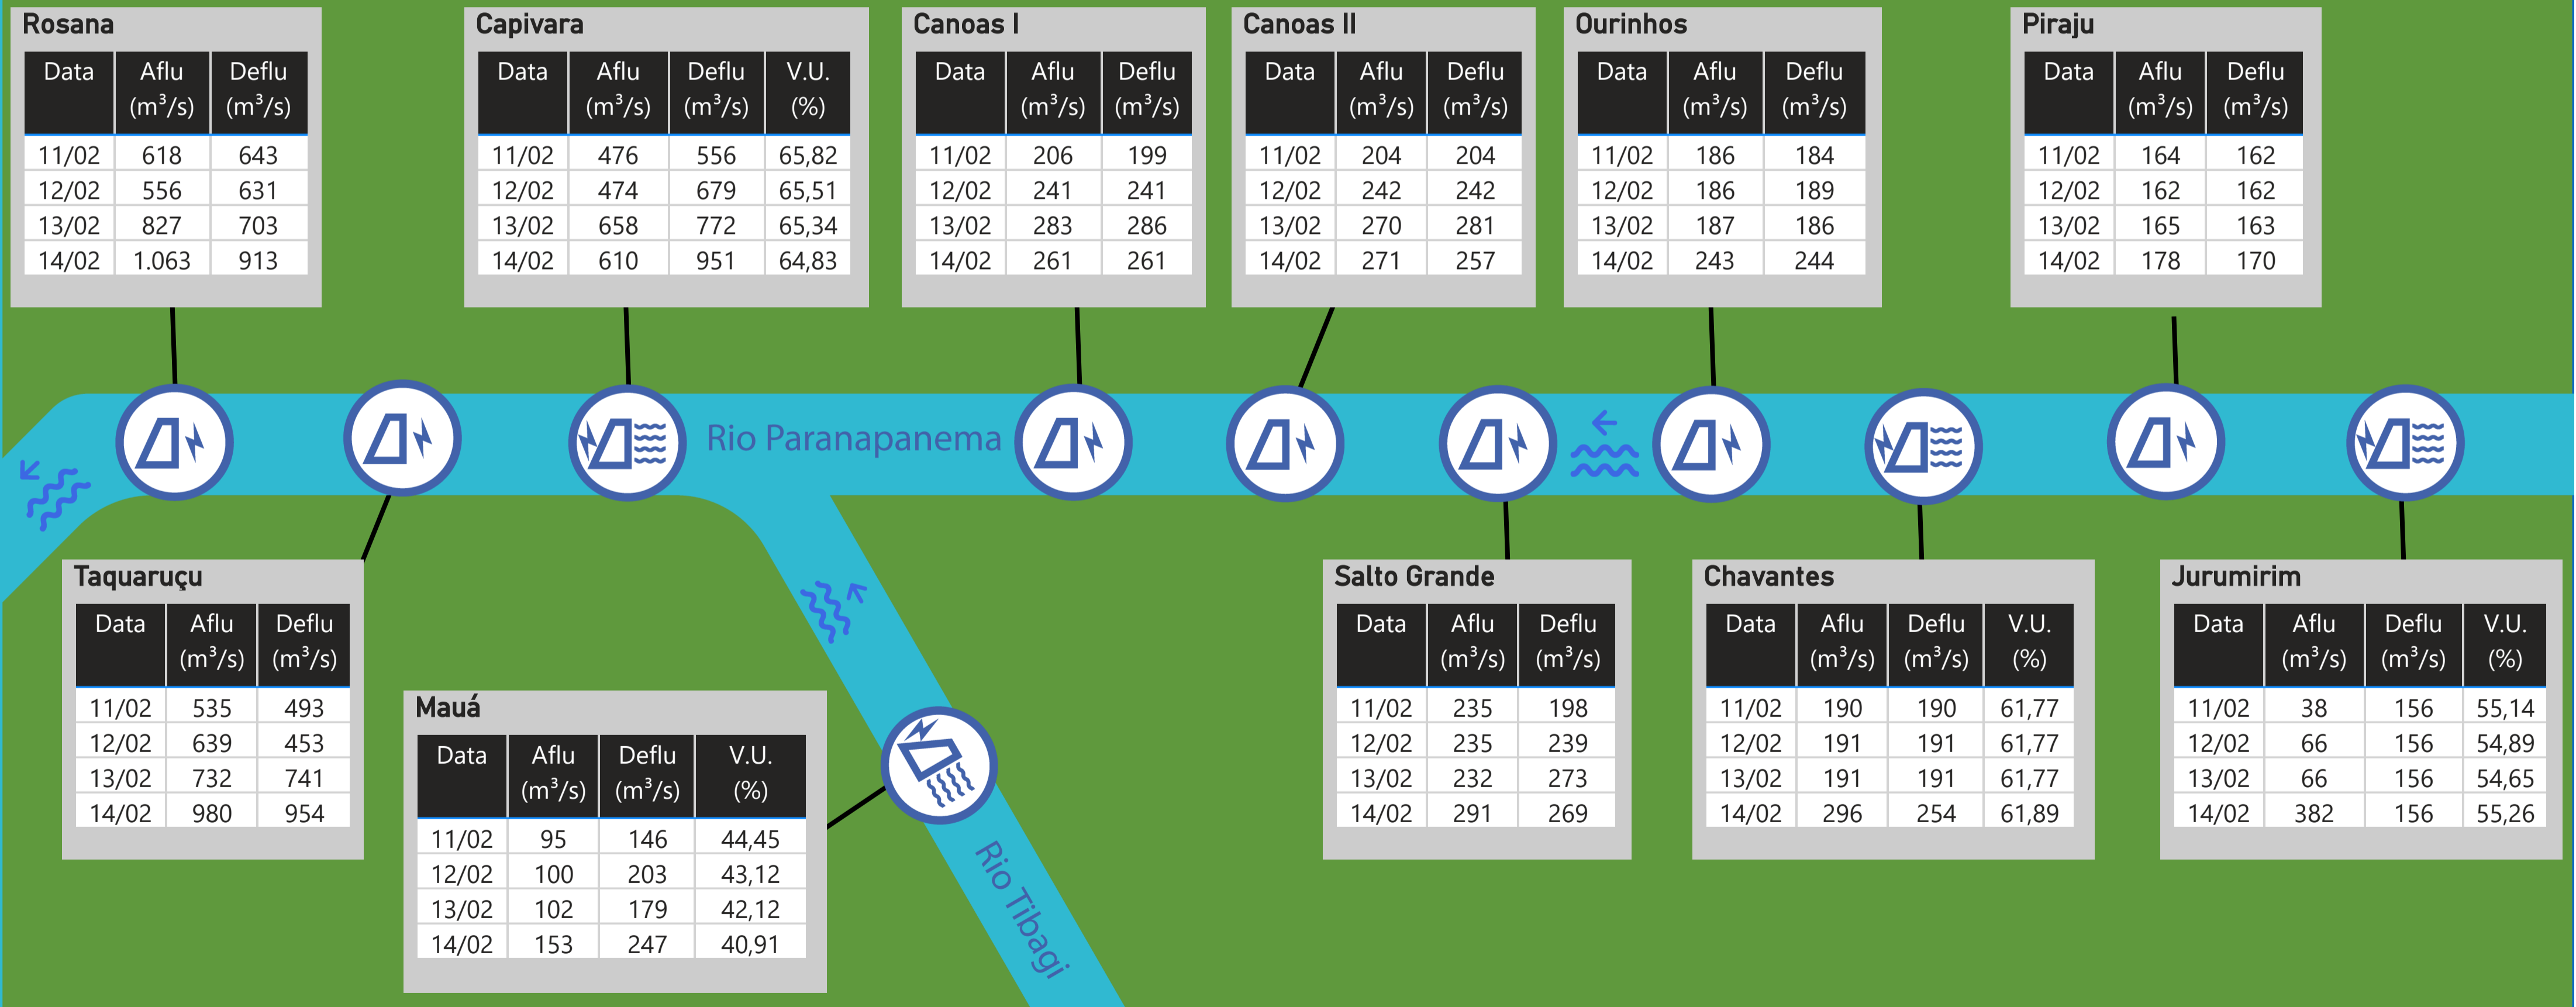 Rosana
Data Aflu (m³/s) Deflu (m³/s)
11/02 618 643
12/02 556 631
13/02 827 703
14/02 1.063 913
Capivara
Data Aflu (m³/s) Deflu (m³/s) V.U. (%)
11/02 476 556 65,82
12/02 474 679 65,51
13/02 658 772 65,34
14/02 610 951 64,83
Canoas I
Data Aflu (m³/s) Deflu (m³/s)
11/02 206 199
12/02 241 241
13/02 283 286
14/02 261 261
Canoas II
Data Aflu (m³/s) Deflu (m³/s)
11/02 204 204
12/02 242 242
13/02 270 281
14/02 271 257
Ourinhos
Data Aflu (m³/s) Deflu (m³/s)
11/02 186 184
12/02 186 189
13/02 187 186
14/02 243 244
Piraju
Data Aflu (m³/s) Deflu (m³/s)
11/02 164 162
12/02 162 162
13/02 165 163
14/02 178 170
Rio Paranapanema
Taquaruçu
Data Aflu (m³/s) Deflu (m³/s)
11/02 535 493
12/02 639 453
13/02 732 741
14/02 980 954
Mauá
Data Aflu (m³/s) Deflu (m³/s) V.U. (%)
11/02 95 146 44,45
12/02 100 203 43,12
13/02 102 179 42,12
14/02 153 247 40,91
Rio Tibagi
Salto Grande
Data Aflu (m³/s) Deflu (m³/s)
11/02 235 198
12/02 235 239
13/02 232 273
14/02 291 269
Chavantes
Data Aflu (m³/s) Deflu (m³/s) V.U. (%)
11/02 190 190 61,77
12/02 191 191 61,77
13/02 191 191 61,77
14/02 296 254 61,89
Jurumirim
Data Aflu (m³/s) Deflu (m³/s) V.U. (%)
11/02 38 156 55,14
12/02 66 156 54,89
13/02 66 156 54,65
14/02 382 156 55,26